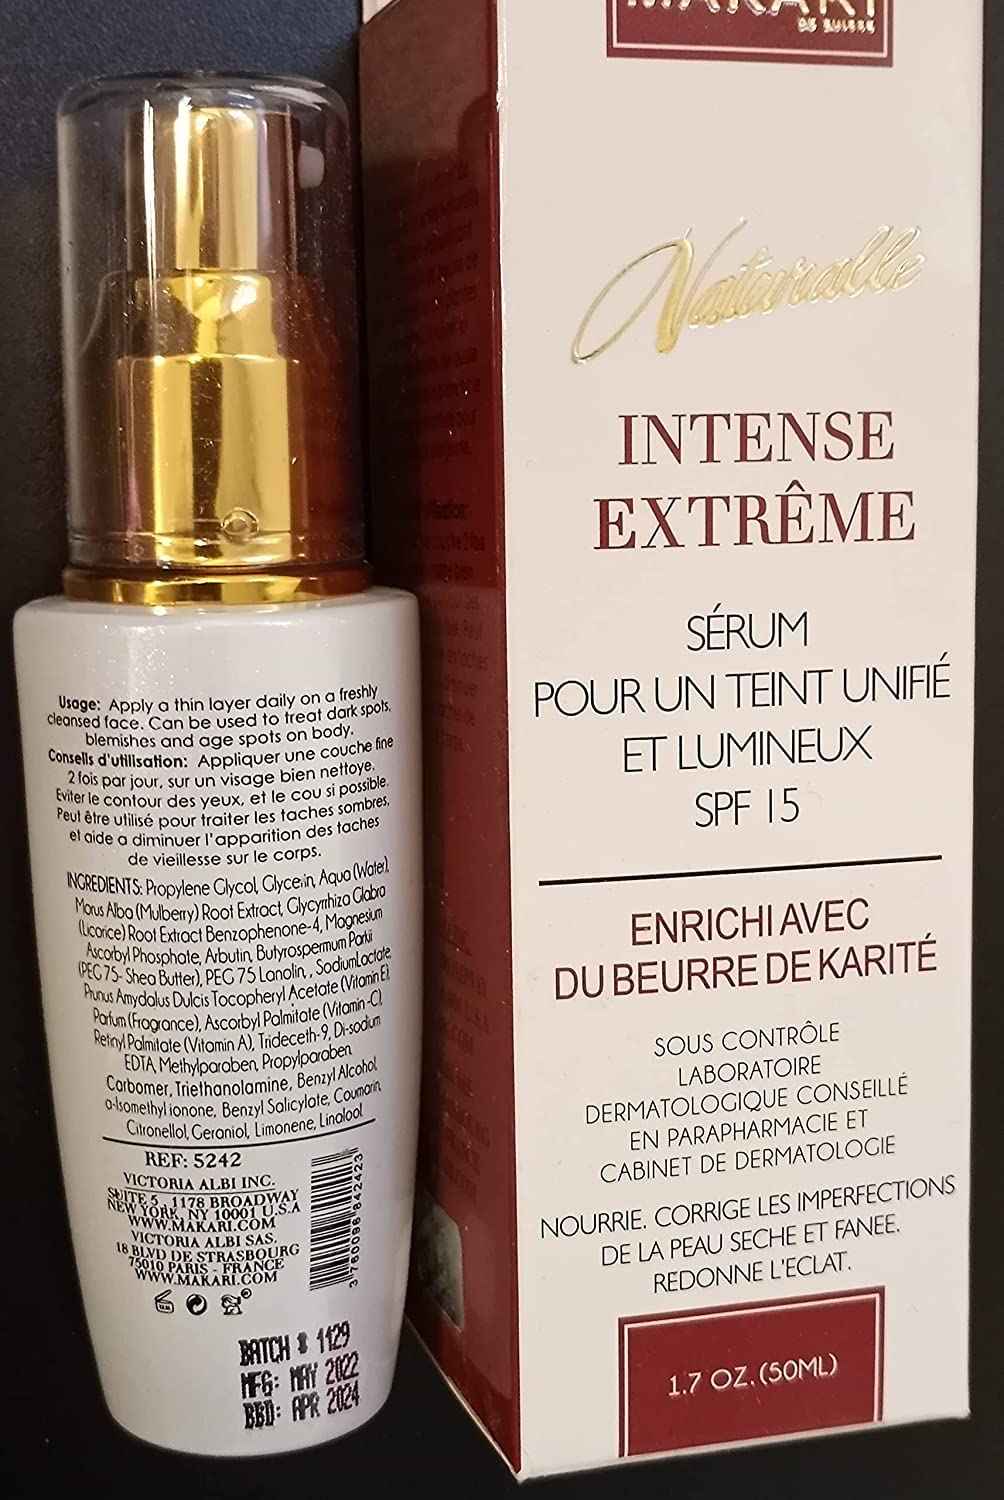 Usage: Apply a thin layer daily on a freshly
cleansed face. Can be used to treat dark spots,
blemishes and age spots on body.
Conseils d'utilisation: Appliquer une couche fine
2 fois par jour, sur un visage bien nettoye.
Eviter le contour des yeux, et le cou si possible.
Peut être utilisé pour traiter les taches sombres,
et aide a diminuer l'apparition des taches
de vieillesse sur le corps.
INGREDIENTS: Propylene Glycol, Glycerin, Aqua (Water),
Morus Alba (Mulberry) Root Extract, Glycyrrhiza Glabra
(Licorice) Root Extract Benzophenone-4, Magnesium
Ascorbyl Phosphate, Arbutin, Butyrospermum Parkii
(PEG 75- Shea Butter), PEG 75 Lanolin, , Sodium Lactate,
Prunus Amydalus Dulcis Tocopheryl Acetate (Vitamin E),
Parfum (Fragrance), Ascorbyl Palmitate (Vitamin-C),
Retinyl Palmitate (Vitamin A), Trideceth-9, Di-sodium
EDTA, Methylparaben, Propylparaben,
Carbomer, Triethanolamine, Benzyl Alcohol,
a-Isomethyl ionone, Benzyl Salicylate, Coumarin,
Citronellol, Geraniol, Limonene, Linalool.
REF: 5242
VICTORIA ALBI INC.
SUITE 5, 1178 BROADWAY
NEW YORK, NY 10001 U.S.A
WWW.MAKARI.COM
VICTORIA ALBI SAS.
18 BLVD DE STRASBOURG
75010 PARIS - FRANCE
WWW.MAKARI.COM
3 760096 842423
BATCH # 1129
MFG: MAY 2022
BBD: APR 2024
MAKARI
DE SUISSE
Naturalle
INTENSE
EXTRÊME
SÉRUM
POUR UN TEINT UNIFIÉ
ET LUMINEUX
SPF 15
ENRICHI AVEC
DU BEURRE DE KARITÉ
SOUS CONTRÔLE
LABORATOIRE
DERMATOLOGIQUE CONSEILLÉ
EN PARAPHARMACIE ET
CABINET DE DERMATOLOGIE
NOURRIE. CORRIGE LES IMPERFECTIONS
DE LA PEAU SECHE ET FANEE.
REDONNE L'ECLAT.
1.7 OZ. (50ML)